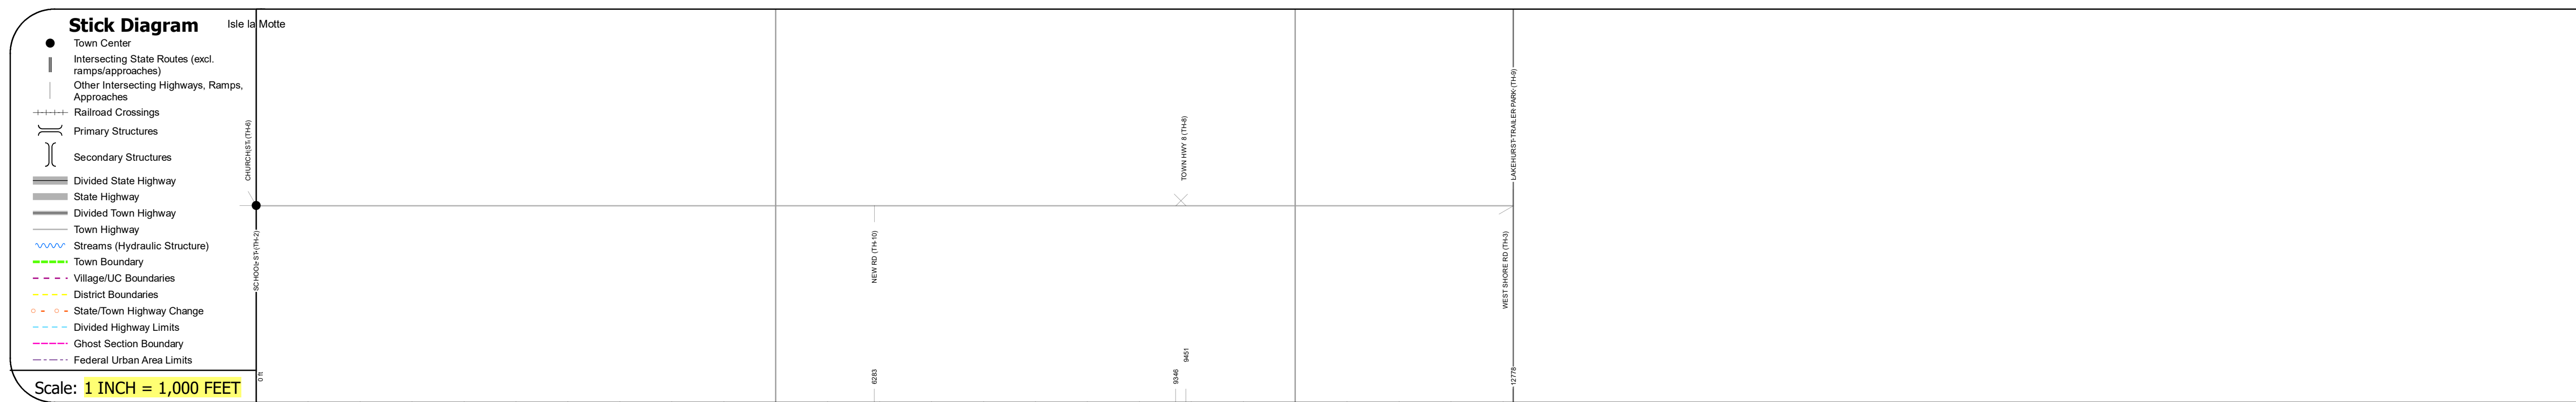 Stick Diagram
Isle la Motte
Town Center
Intersecting State Routes (excl.
ramps/approaches)
Other Intersecting Highways, Ramps,
Approaches
Railroad Crossings
Primary Structures
Secondary Structures
Divided State Highway
State Highway
Divided Town Highway
Town Highway
Streams (Hydraulic Structure)
Town Boundary
Village/UC Boundaries
District Boundaries
State/Town Highway Change
Divided Highway Limits
Ghost Section Boundary
Federal Urban Area Limits
Scale: 1 INCH = 1,000 FEET
CHURCH ST (TH-6)
SCHOOL ST (TH-2)
0 ft
NEW RD (TH-10)
6283
TOWN HWY 8 (TH-8)
9346
9451
LAKEHURST TRAILER PARK (TH-9)
WEST SHORE RD (TH-3)
12778